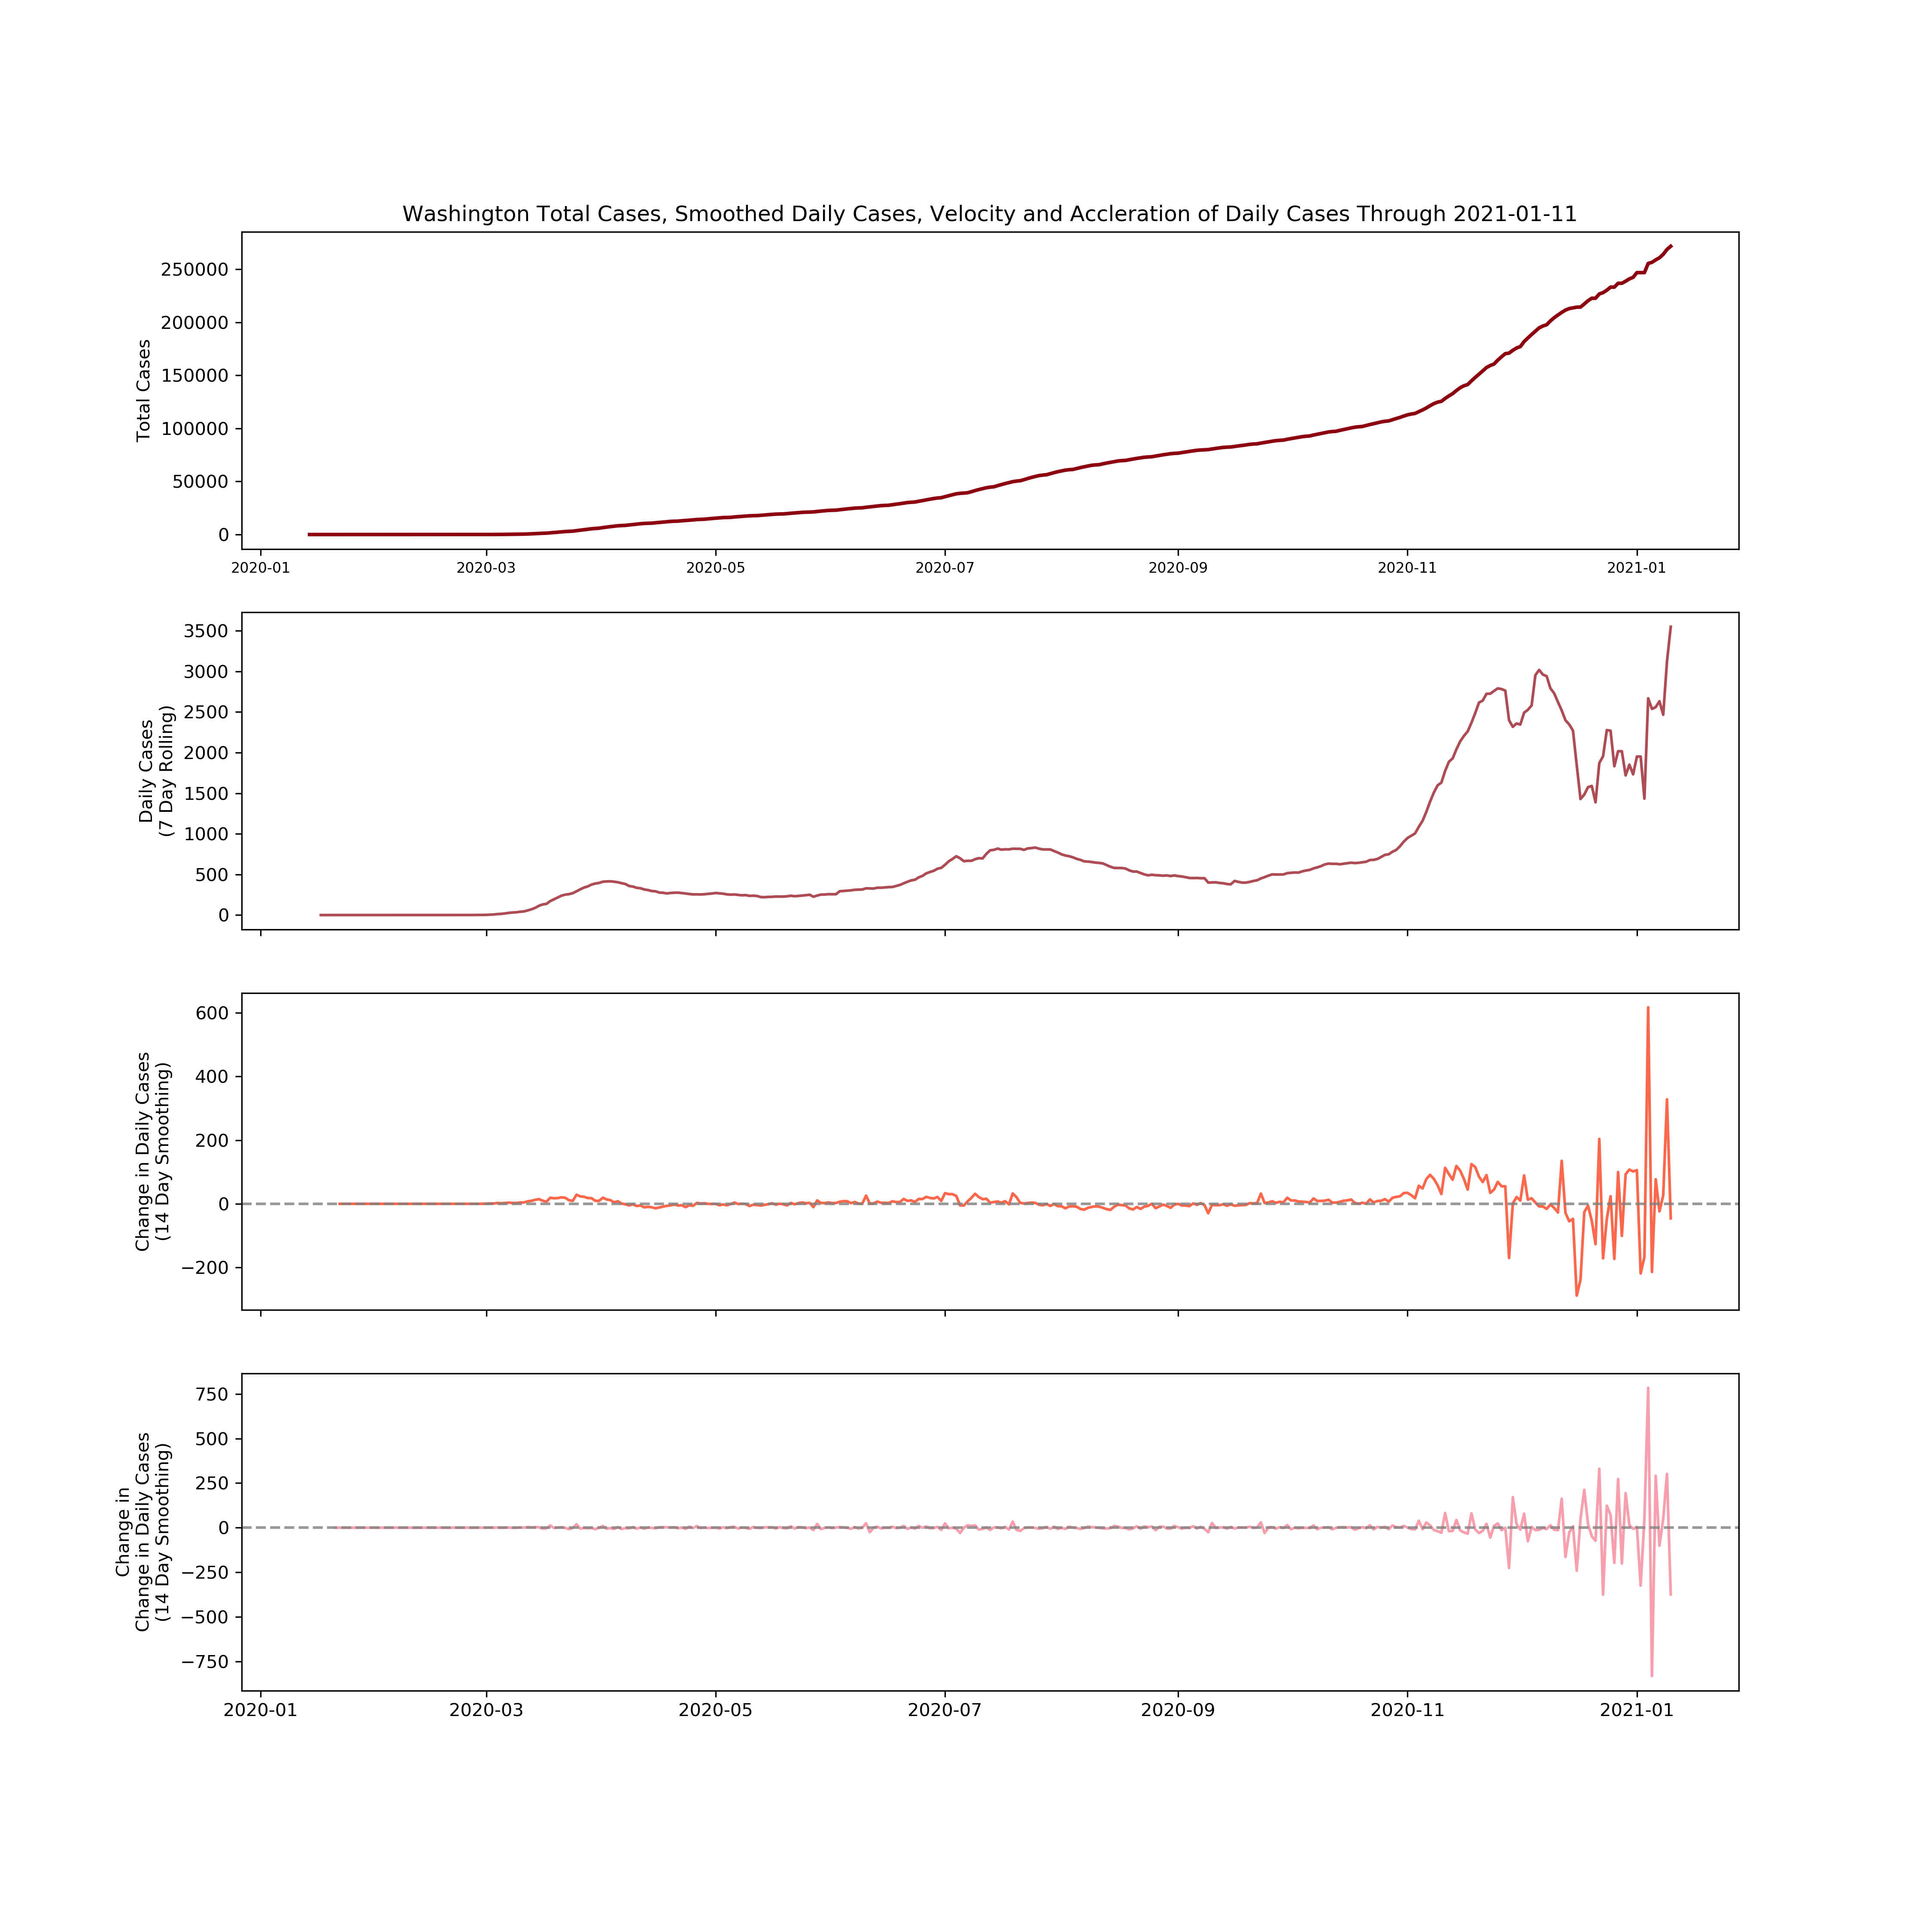 Washington Total Cases, Smoothed Daily Cases, Velocity and Accleration of Daily Cases Through 2021-01-11
Total Cases
250000
200000
150000
100000
50000
0
2020-01 2020-03 2020-05 2020-07 2020-09 2020-11 2021-01
Daily Cases
(7 Day Rolling)
3500
3000
2500
2000
1500
1000
500
0
Change in Daily Cases
(14 Day Smoothing)
600
400
200
0
−200
Change in
Change in Daily Cases
(14 Day Smoothing)
750
500
250
0
−250
−500
−750
2020-01 2020-03 2020-05 2020-07 2020-09 2020-11 2021-01